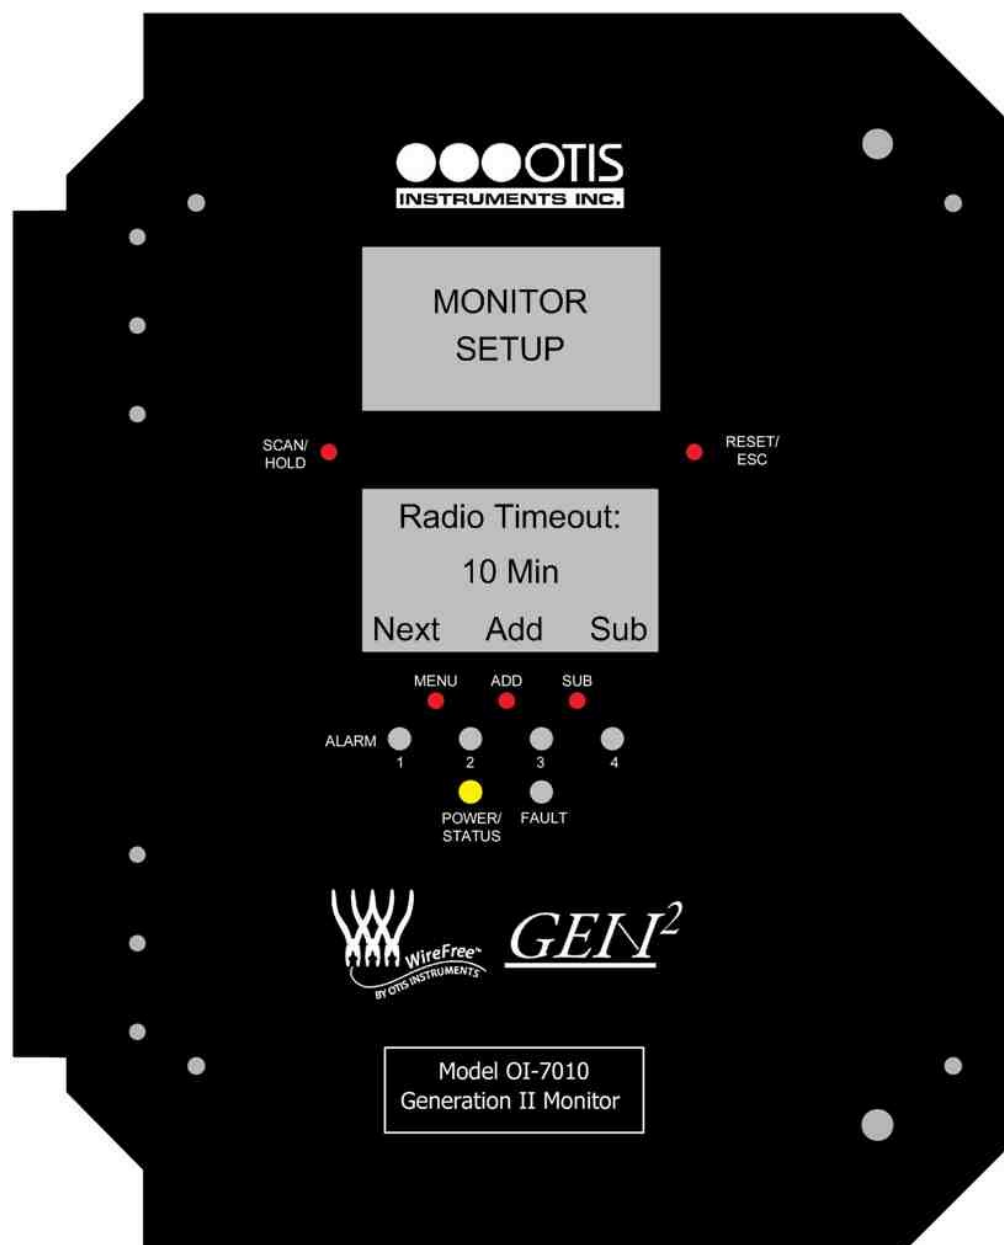 OTIS
INSTRUMENTS INC.
MONITOR
SETUP
SCAN/
HOLD
RESET/
ESC
Radio Timeout:
10 Min
Next Add Sub
MENU ADD SUB
ALARM
1 2 3 4
POWER/
STATUS
FAULT
WireFree™
BY OTIS INSTRUMENTS
GEN²
Model OI-7010
Generation II Monitor